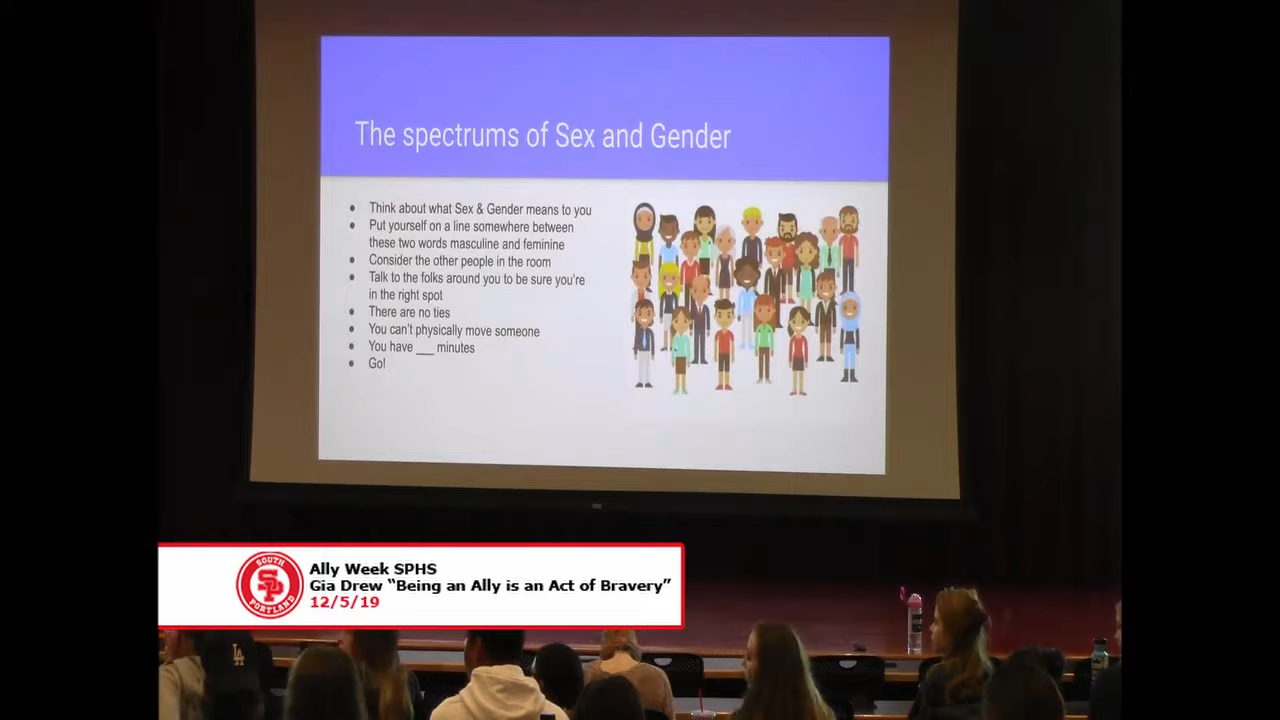 The spectrums of Sex and Gender
● Think about what Sex & Gender means to you
● Put yourself on a line somewhere between
these two words masculine and feminine
● Consider the other people in the room
● Talk to the folks around you to be sure you're
in the right spot
● There are no ties
● You can't physically move someone
● You have ___ minutes
● Go!
SOUTH
SP
PORTLAND
Ally Week SPHS
Gia Drew “Being an Ally is an Act of Bravery”
12/5/19
LA